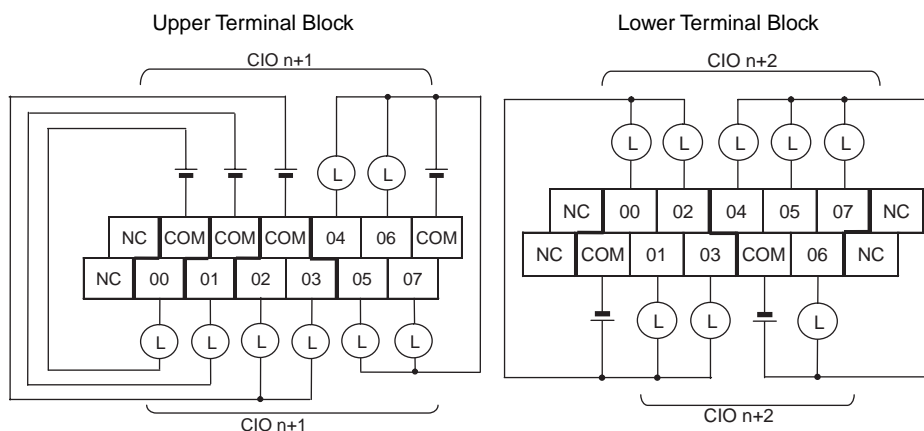 Upper Terminal Block
CIO n+1
L L
NC COM COM COM 04 06 COM
NC 00 01 02 03 05 07
L L L L L L
CIO n+1
Lower Terminal Block
CIO n+2
L L L L L
NC 00 02 04 05 07 NC
NC COM 01 03 COM 06 NC
L L L
CIO n+2